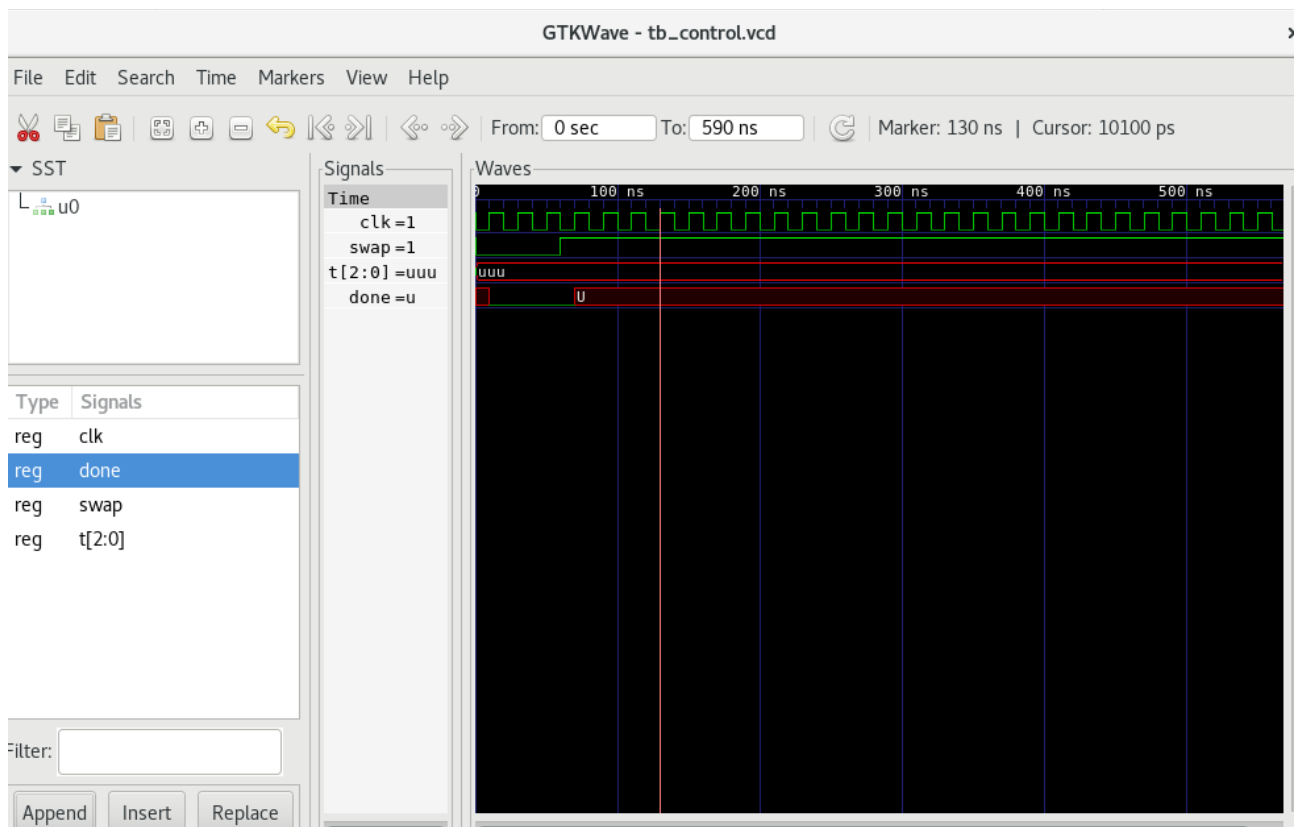 GTKWave - tb_control.vcd
File Edit Search Time Markers View Help
From: 0 sec To: 590 ns Marker: 130 ns | Cursor: 10100 ps
SST
u0
Type Signals
reg clk
reg done
reg swap
reg t[2:0]
Filter:
Append Insert Replace
Signals
Time
clk =1
swap =1
t[2:0] =uuu
done =u
Waves
0 100 ns 200 ns 300 ns 400 ns 500 ns
uuu
U